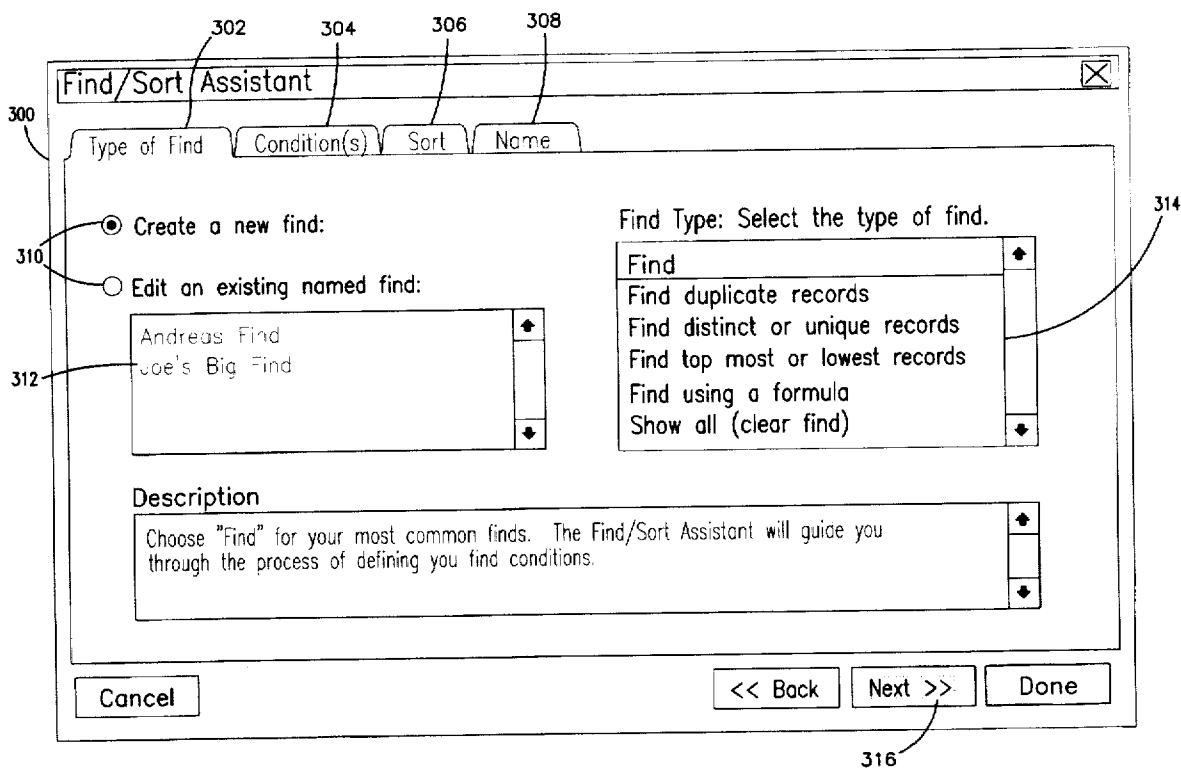 302 304 306 308
Find/Sort Assistant
300
Type of Find Condition(s) Sort Name
310
Create a new find:
Edit an existing named find:
312
Andreas Find
Joe's Big Find
Find Type: Select the type of find.
314
Find
Find duplicate records
Find distinct or unique records
Find top most or lowest records
Find using a formula
Show all (clear find)
Description
Choose "Find" for your most common finds. The Find/Sort Assistant will guide you
through the process of defining you find conditions.
Cancel << Back Next >> Done
316